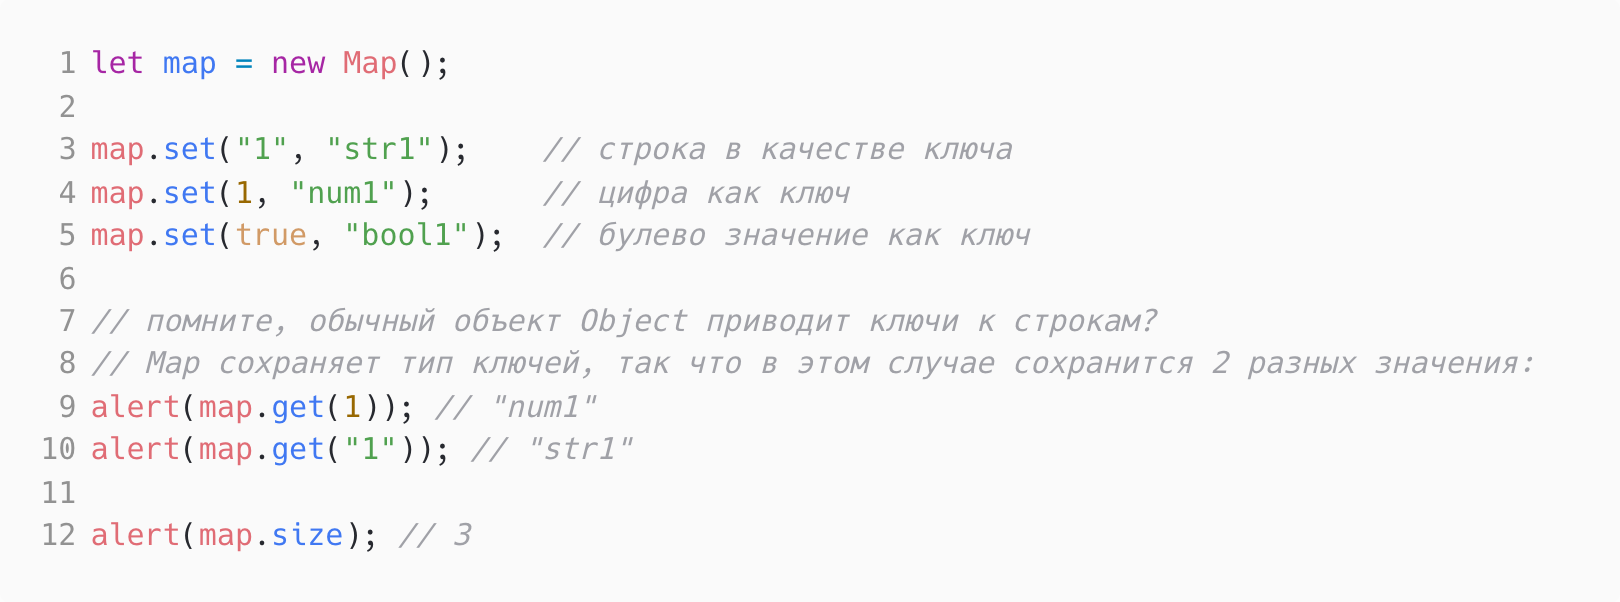 1 let map = new Map();
2
3 map.set("1", "str1");    // строка в качестве ключа
4 map.set(1, "num1");      // цифра как ключ
5 map.set(true, "bool1");  // булево значение как ключ
6
7 // помните, обычный объект Object приводит ключи к строкам?
8 // Map сохраняет тип ключей, так что в этом случае сохранится 2 разных значения:
9 alert(map.get(1)); // "num1"
10 alert(map.get("1")); // "str1"
11
12 alert(map.size); // 3